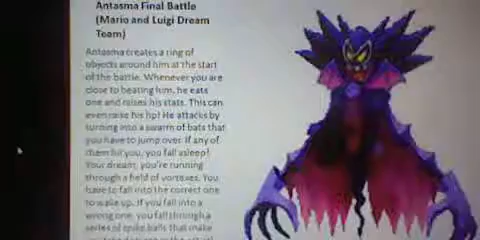 Antasma Final Battle
(Mario and Luigi Dream
Team)
Antasma creates a ring of
objects around him at the start
of the battle. Whenever you are
close to beating him, he eats
one and raises his stats. This can
even raise his hp! He attacks by
turning into a swarm of bats that
you have to jump over. If any of
them hit you, you fall asleep!
Your dream, you're running
through a field of vortexes. You
have to fall into the correct one
to wake up. If you fall into a
wrong one, you fall through a
series of spike balls that make